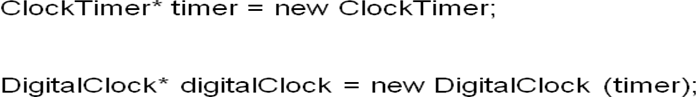 ClockTimer* timer = new ClockTimer;
DigitalClock* digitalClock = new DigitalClock (timer);